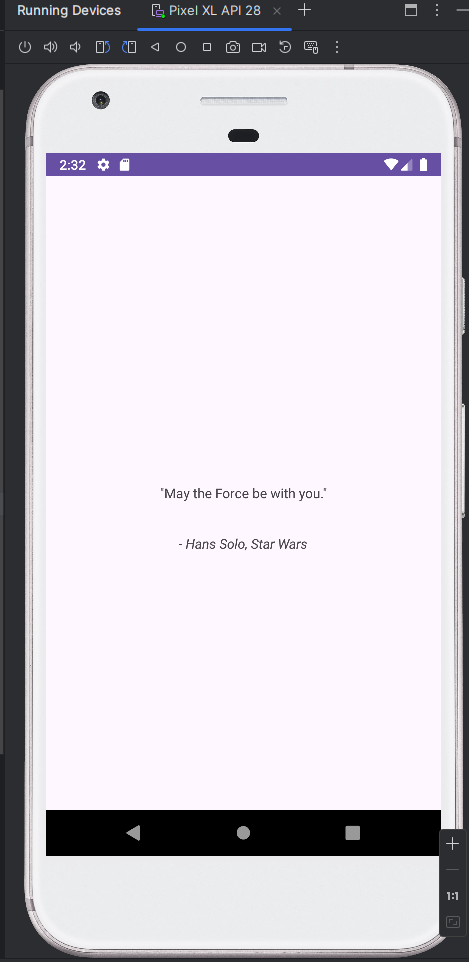 Running Devices
Pixel XL API 28
2:32
"May the Force be with you."
- Hans Solo, Star Wars
1:1